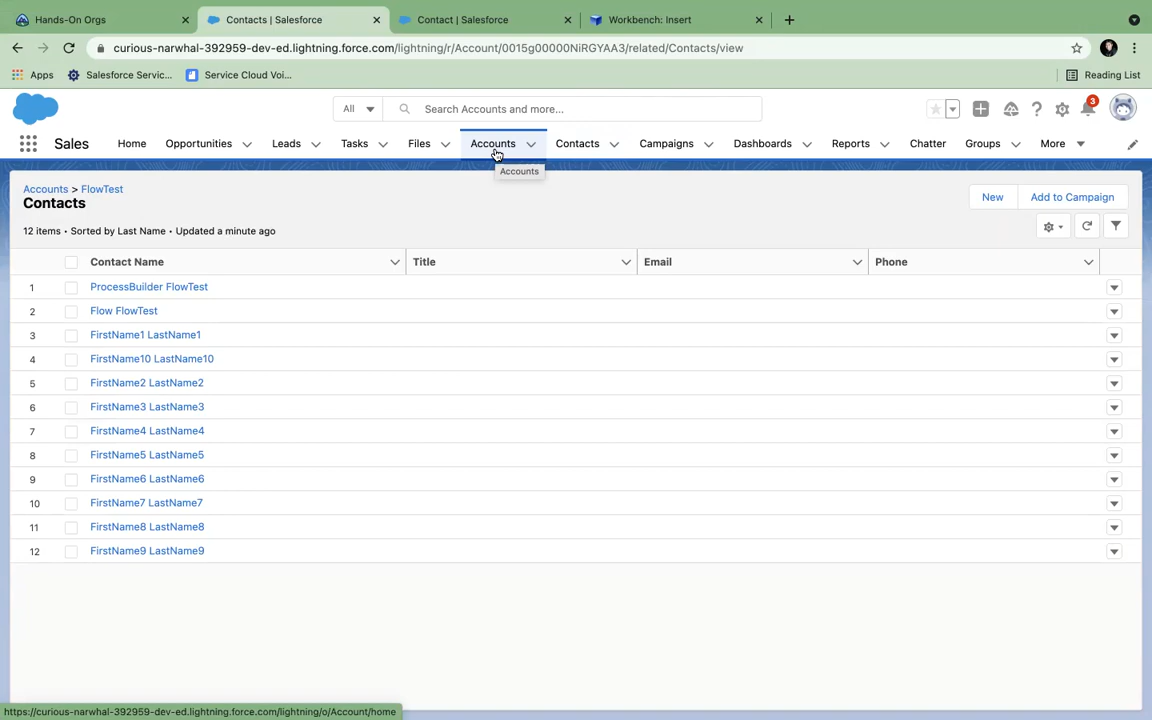 Hands-On Orgs
Contacts | Salesforce
Contact | Salesforce
Workbench: Insert
curious-narwhal-392959-dev-ed.lightning.force.com/lightning/r/Account/0015g00000NiRGYAA3/related/Contacts/view
Apps
Salesforce Servic...
Service Cloud Voi...
Reading List
All
Search Accounts and more...
3
Sales
Home
Opportunities
Leads
Tasks
Files
Accounts
Contacts
Campaigns
Dashboards
Reports
Chatter
Groups
More
Accounts
Accounts > FlowTest
Contacts
New
Add to Campaign
12 items • Sorted by Last Name • Updated a minute ago
Contact Name
Title
Email
Phone
1 ProcessBuilder FlowTest
2 Flow FlowTest
3 FirstName1 LastName1
4 FirstName10 LastName10
5 FirstName2 LastName2
6 FirstName3 LastName3
7 FirstName4 LastName4
8 FirstName5 LastName5
9 FirstName6 LastName6
10 FirstName7 LastName7
11 FirstName8 LastName8
12 FirstName9 LastName9
https://curious-narwhal-392959-dev-ed.lightning.force.com/lightning/o/Account/home